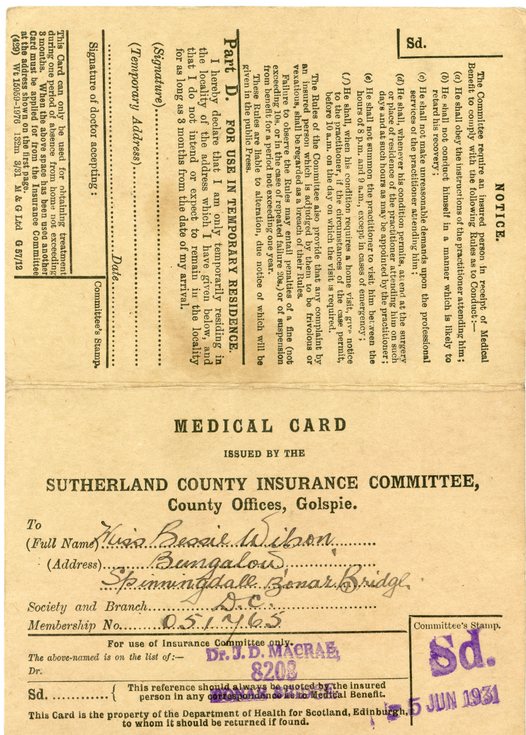 Sd.
NOTICE.
The Committee require an insured person in receipt of Medical
Benefit to comply with the following Rules as to Conduct:—
(a) He shall obey the instructions of the practitioner attending him;
(b) He shall not conduct himself in a manner which is likely to
retard his recovery;
(c) He shall not make unreasonable demands upon the professional
services of the practitioner attending him;
(d) He shall, whenever his condition permits, attend at the surgery
or place of residence of the practitioner attending him on such
days and at such hours as may be appointed by the practitioner;
(e) He shall not summon the practitioner to visit him between the
hours of 8 p.m. and 9 a.m., except in cases of emergency;
(f) He shall, when his condition requires a home visit, give notice
to the practitioner, if the circumstances of the case permit,
before 10 a.m. on the day on which the visit is required.
The Rules of the Committee also provide that any complaint by
an insured person which is adjudged by them to be frivolous or
vexatious, shall be treated as a breach of their Rules.
Failure to observe the Rules may entail penalties of a fine (not
exceeding 10s. or in the case of repeated failure 20s.) or of suspension
from benefit for a period not exceeding one year.
These Rules are liable to alteration, due notice of which will be
given in the public Press.
Part D. FOR USE IN TEMPORARY RESIDENCE.
I hereby declare that I am only temporarily residing in
the locality of the address which I have given below, and
that I do not intend or expect to remain in the locality
for as long as 3 months from the date of my arrival.
(Signature)
(Temporary Address)
Date
Signature of doctor accepting:
Committee's Stamp.
This Card can only be used for obtaining treatment
during one period of absence from home not exceeding
3 months. When the above space has been used another
Card must be applied for from the Insurance Committee
at the address shown on the first page.
M & C Ltd G 57/12
MEDICAL CARD
ISSUED BY THE
SUTHERLAND COUNTY INSURANCE COMMITTEE,
County Offices, Golspie.
To
(Full Name) Miss Bessie Wilson
(Address) Bungalow
Spinningdale Bonar Bridge
Society and Branch D.C.
Membership No. 051765
For use of Insurance Committee only.
The above-named is on the list of:—
Dr. J. D. MACRAE,
Dr.
8208
Sd. { This reference should always be quoted by the insured
person in any correspondence as to Medical Benefit.
This Card is the property of the Department of Health for Scotland, Edinburgh,
to whom it should be returned if found.
Committee's Stamp.
Sd.
5 JUN 1931